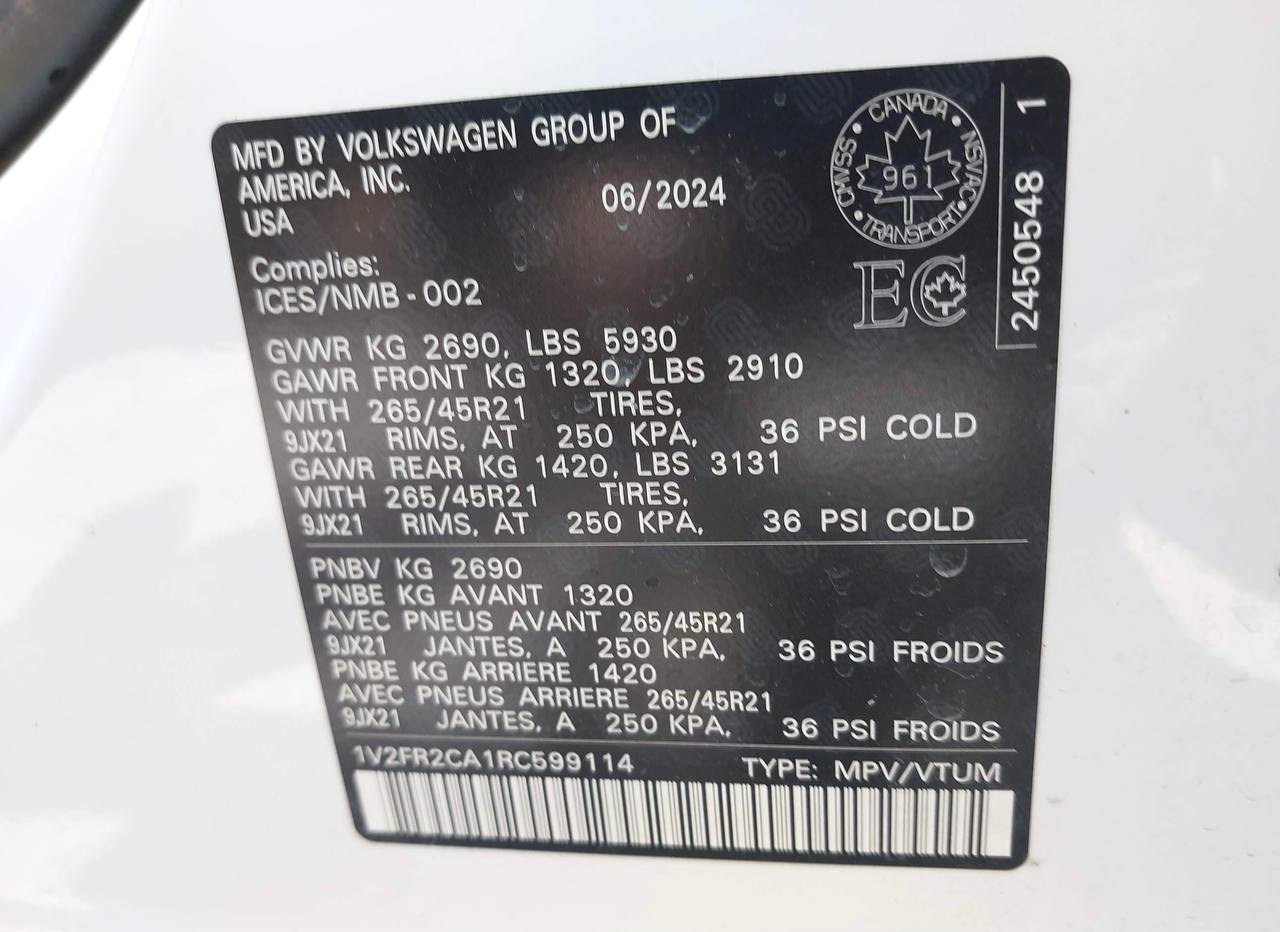 MFD BY VOLKSWAGEN GROUP OF
AMERICA, INC.
USA
06/2024
CANADA
CMVSS
NSVAC
961
TRANSPORT
EC
2450548 1
Complies:
ICES/NMB-002
GVWR KG 2690, LBS 5930
GAWR FRONT KG 1320, LBS 2910
WITH 265/45R21 TIRES,
9JX21 RIMS, AT 250 KPA, 36 PSI COLD
GAWR REAR KG 1420, LBS 3131
WITH 265/45R21 TIRES,
9JX21 RIMS, AT 250 KPA, 36 PSI COLD
PNBV KG 2690
PNBE KG AVANT 1320
AVEC PNEUS AVANT 265/45R21
9JX21 JANTES, A 250 KPA, 36 PSI FROIDS
PNBE KG ARRIERE 1420
AVEC PNEUS ARRIERE 265/45R21
9JX21 JANTES, A 250 KPA, 36 PSI FROIDS
1V2FR2CA1RC599114 TYPE: MPV/VTUM